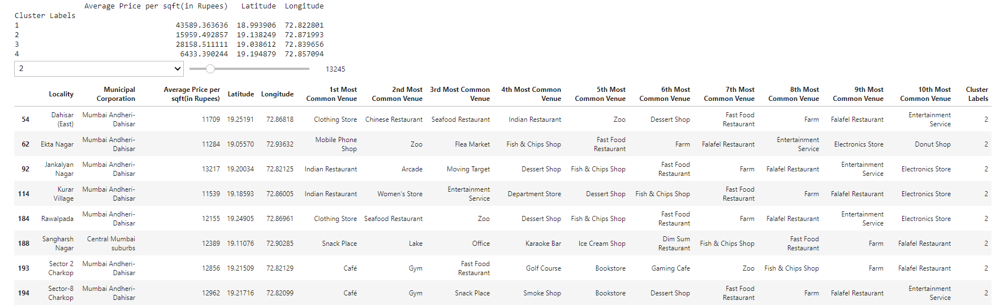 Average Price per sqft(in Rupees) Latitude Longitude
Cluster Labels
1 43589.363636 18.993906 72.822801
2 15959.492857 19.138249 72.871993
3 28158.511111 19.038612 72.839656
4 6433.390244 19.194879 72.857094
2 13245
Locality Municipal Corporation Average Price per sqft(in Rupees) Latitude Longitude 1st Most Common Venue 2nd Most Common Venue 3rd Most Common Venue 4th Most Common Venue 5th Most Common Venue 6th Most Common Venue 7th Most Common Venue 8th Most Common Venue 9th Most Common Venue 10th Most Common Venue Cluster Labels
54 Dahisar (East) Mumbai Andheri-Dahisar 11709 19.25191 72.86818 Clothing Store Chinese Restaurant Seafood Restaurant Indian Restaurant Zoo Dessert Shop Fast Food Restaurant Farm Falafel Restaurant Entertainment Service 2
62 Ekta Nagar Mumbai Andheri-Dahisar 11284 19.05570 72.93632 Mobile Phone Shop Zoo Flea Market Fish & Chips Shop Fast Food Restaurant Farm Falafel Restaurant Entertainment Service Electronics Store Donut Shop 2
92 Jankalyan Nagar Mumbai Andheri-Dahisar 13217 19.20034 72.82125 Indian Restaurant Arcade Moving Target Dessert Shop Fish & Chips Shop Fast Food Restaurant Farm Falafel Restaurant Entertainment Service Electronics Store 2
114 Kurar Village Mumbai Andheri-Dahisar 11539 19.18593 72.86005 Indian Restaurant Women's Store Entertainment Service Department Store Dessert Shop Fish & Chips Shop Fast Food Restaurant Farm Falafel Restaurant Electronics Store 2
184 Rawalpada Mumbai Andheri-Dahisar 12155 19.24905 72.86961 Clothing Store Seafood Restaurant Zoo Dessert Shop Fish & Chips Shop Fast Food Restaurant Farm Falafel Restaurant Entertainment Service Electronics Store 2
188 Sangharsh Nagar Central Mumbai suburbs 12389 19.11076 72.90285 Snack Place Lake Office Karaoke Bar Ice Cream Shop Dim Sum Restaurant Fish & Chips Shop Fast Food Restaurant Farm Falafel Restaurant 2
193 Sector 2 Charkop Mumbai Andheri-Dahisar 12856 19.21509 72.82129 Café Gym Fast Food Restaurant Golf Course Bookstore Gaming Cafe Zoo Fish & Chips Shop Farm Falafel Restaurant 2
194 Sector-8 Charkop Mumbai Andheri-Dahisar 12962 19.21716 72.82099 Café Gym Snack Place Smoke Shop Bookstore Dessert Shop Fast Food Restaurant Farm Falafel Restaurant Entertainment Service 2